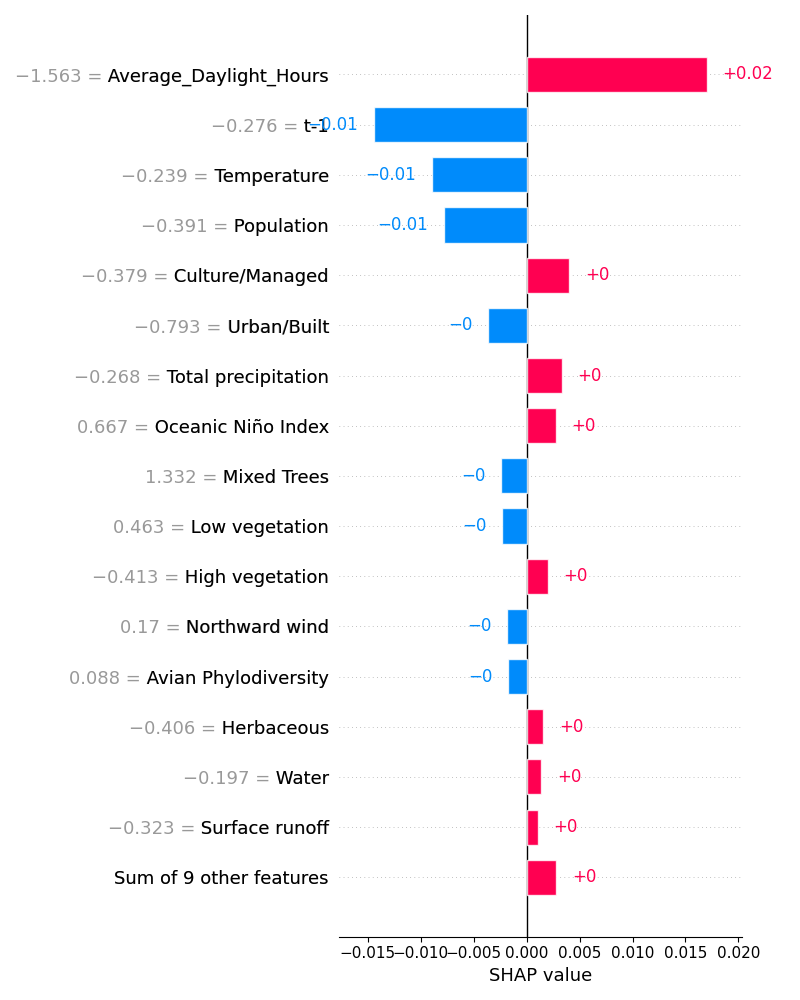 −1.563 = Average_Daylight_Hours +0.02
−0.276 = t-1 −0.01
−0.239 = Temperature −0.01
−0.391 = Population −0.01
−0.379 = Culture/Managed +0
−0.793 = Urban/Built −0
−0.268 = Total precipitation +0
0.667 = Oceanic Niño Index +0
1.332 = Mixed Trees −0
0.463 = Low vegetation −0
−0.413 = High vegetation +0
0.17 = Northward wind −0
0.088 = Avian Phylodiversity −0
−0.406 = Herbaceous +0
−0.197 = Water +0
−0.323 = Surface runoff +0
Sum of 9 other features +0
−0.015 −0.010 −0.005 0.000 0.005 0.010 0.015 0.020
SHAP value